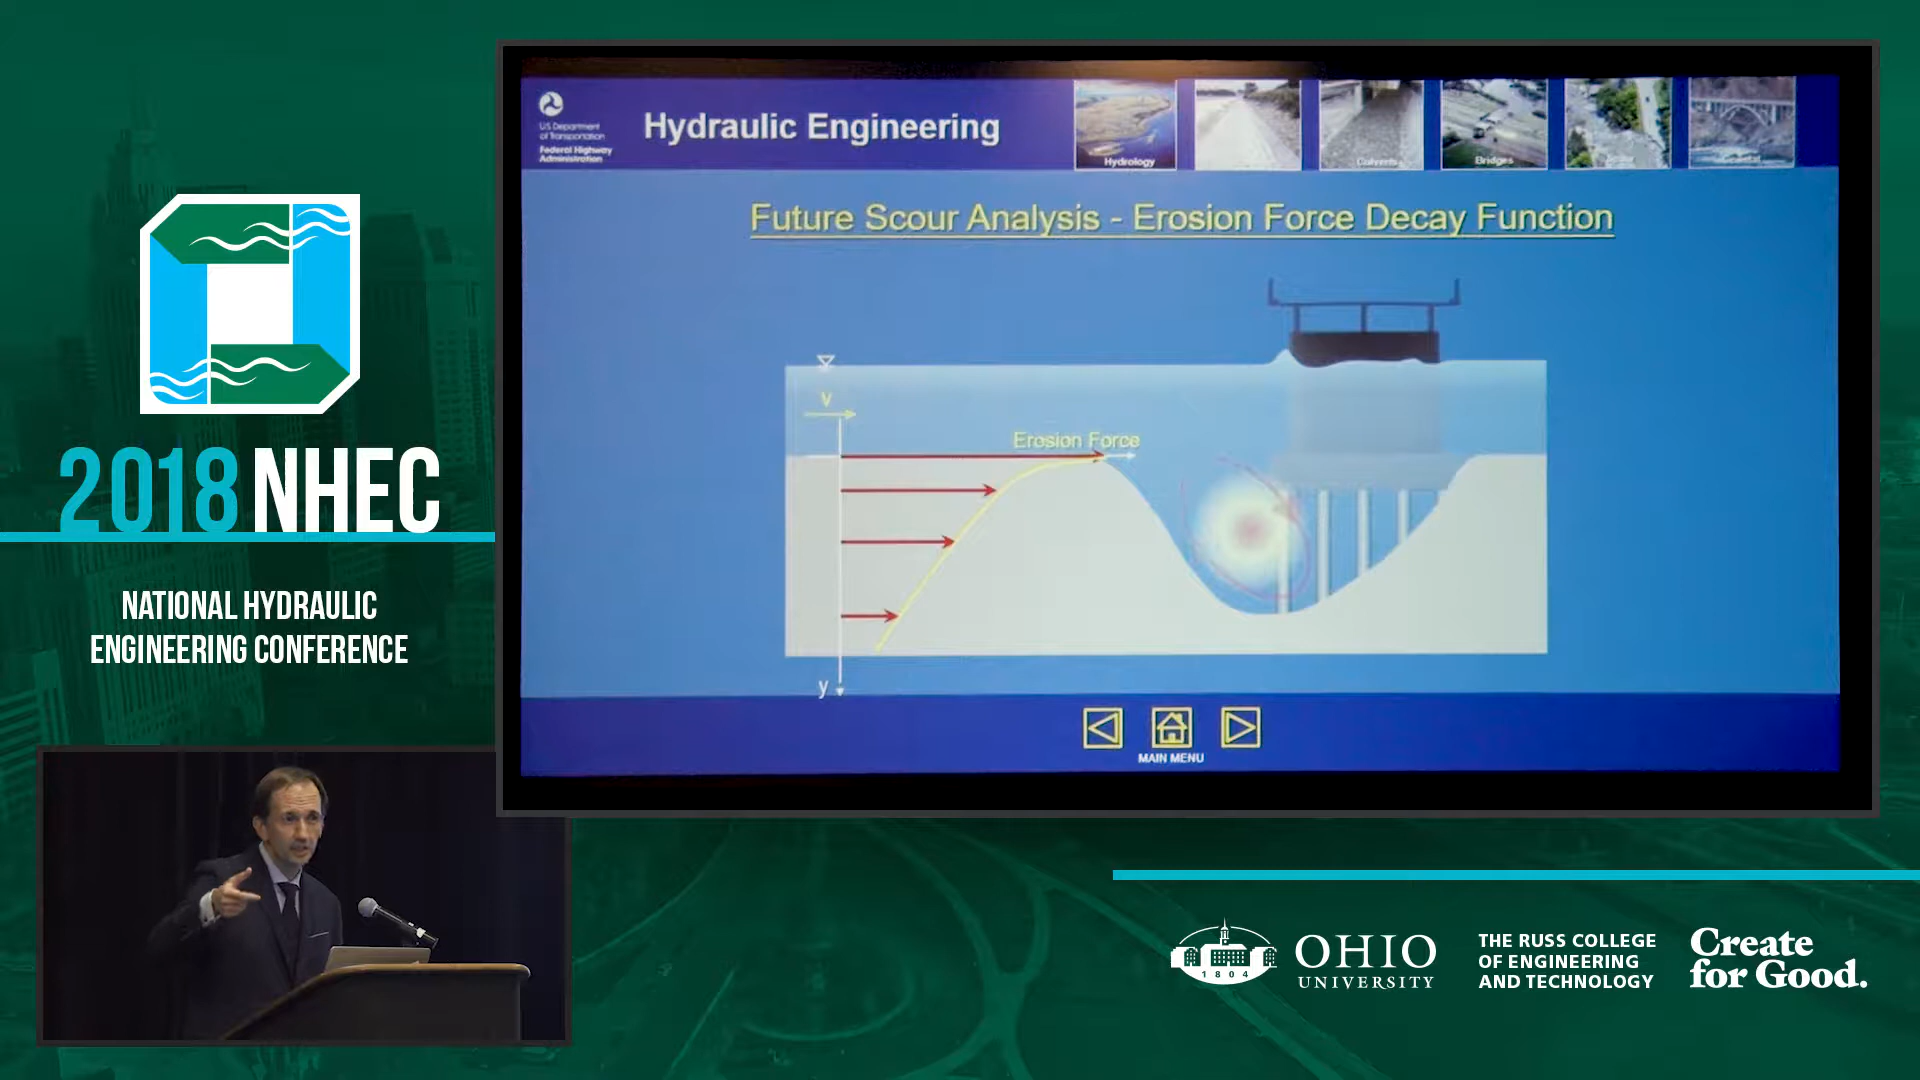 US Department
of Transportation
Federal Highway
Administration
Hydraulic Engineering
Hydrology
Culverts
Bridges
Future Scour Analysis - Erosion Force Decay Function
v
Erosion Force
y
MAIN MENU
2018 NHEC
NATIONAL HYDRAULIC
ENGINEERING CONFERENCE
1804
OHIO
UNIVERSITY
THE RUSS COLLEGE
OF ENGINEERING
AND TECHNOLOGY
Create
for Good.